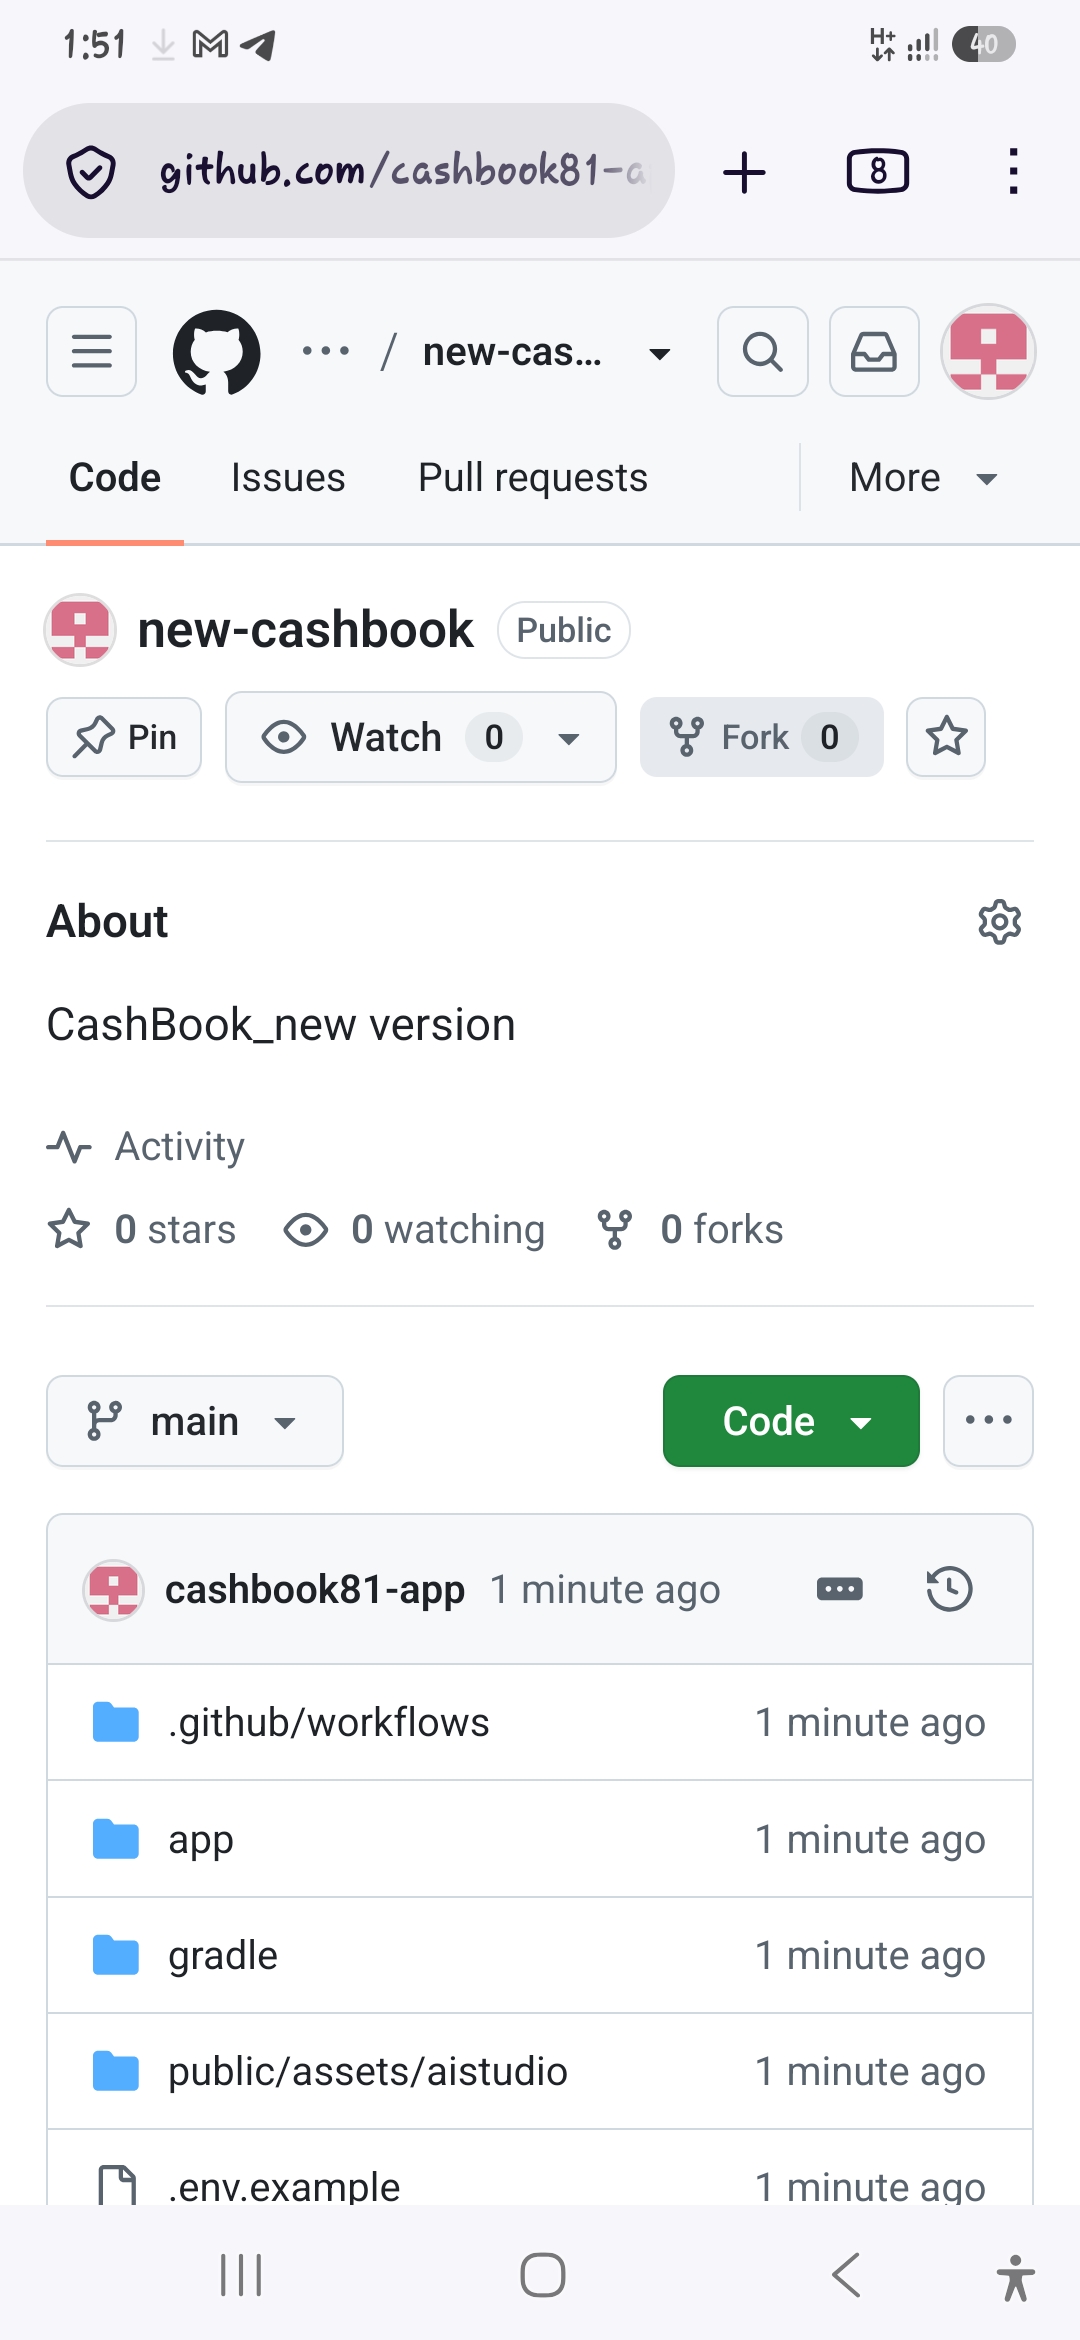 1:51 H+ 40
github.com/cashbook81-a
8
/ new-cas...
Code Issues Pull requests More
new-cashbook Public
Pin Watch 0 Fork 0
About
CashBook_new version
Activity
0 stars 0 watching 0 forks
main Code
cashbook81-app 1 minute ago
.github/workflows 1 minute ago
app 1 minute ago
gradle 1 minute ago
public/assets/aistudio 1 minute ago
.env.example 1 minute ago